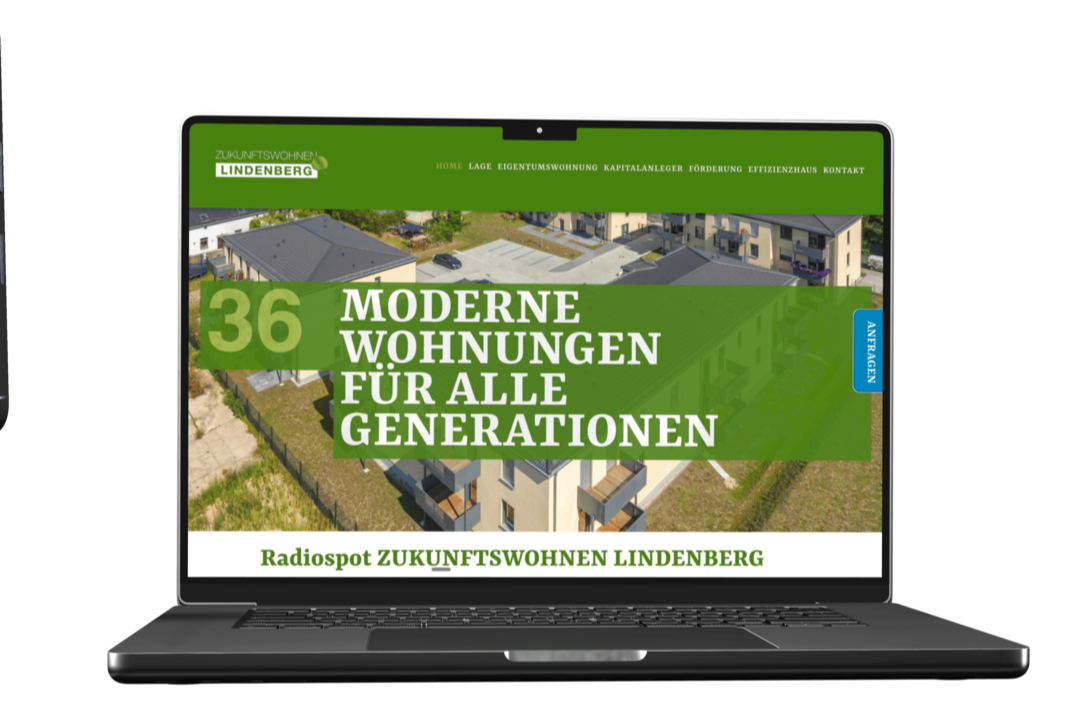 ZUKUNFTSWOHNEN
LINDENBERG
HOME LAGE EIGENTUMSWOHNUNG KAPITALANLEGER FÖRDERUNG EFFIZIENZHAUS KONTAKT
36 MODERNE
WOHNUNGEN
FÜR ALLE
GENERATIONEN
ANFRAGEN
Radiospot ZUKUNFTSWOHNEN LINDENBERG